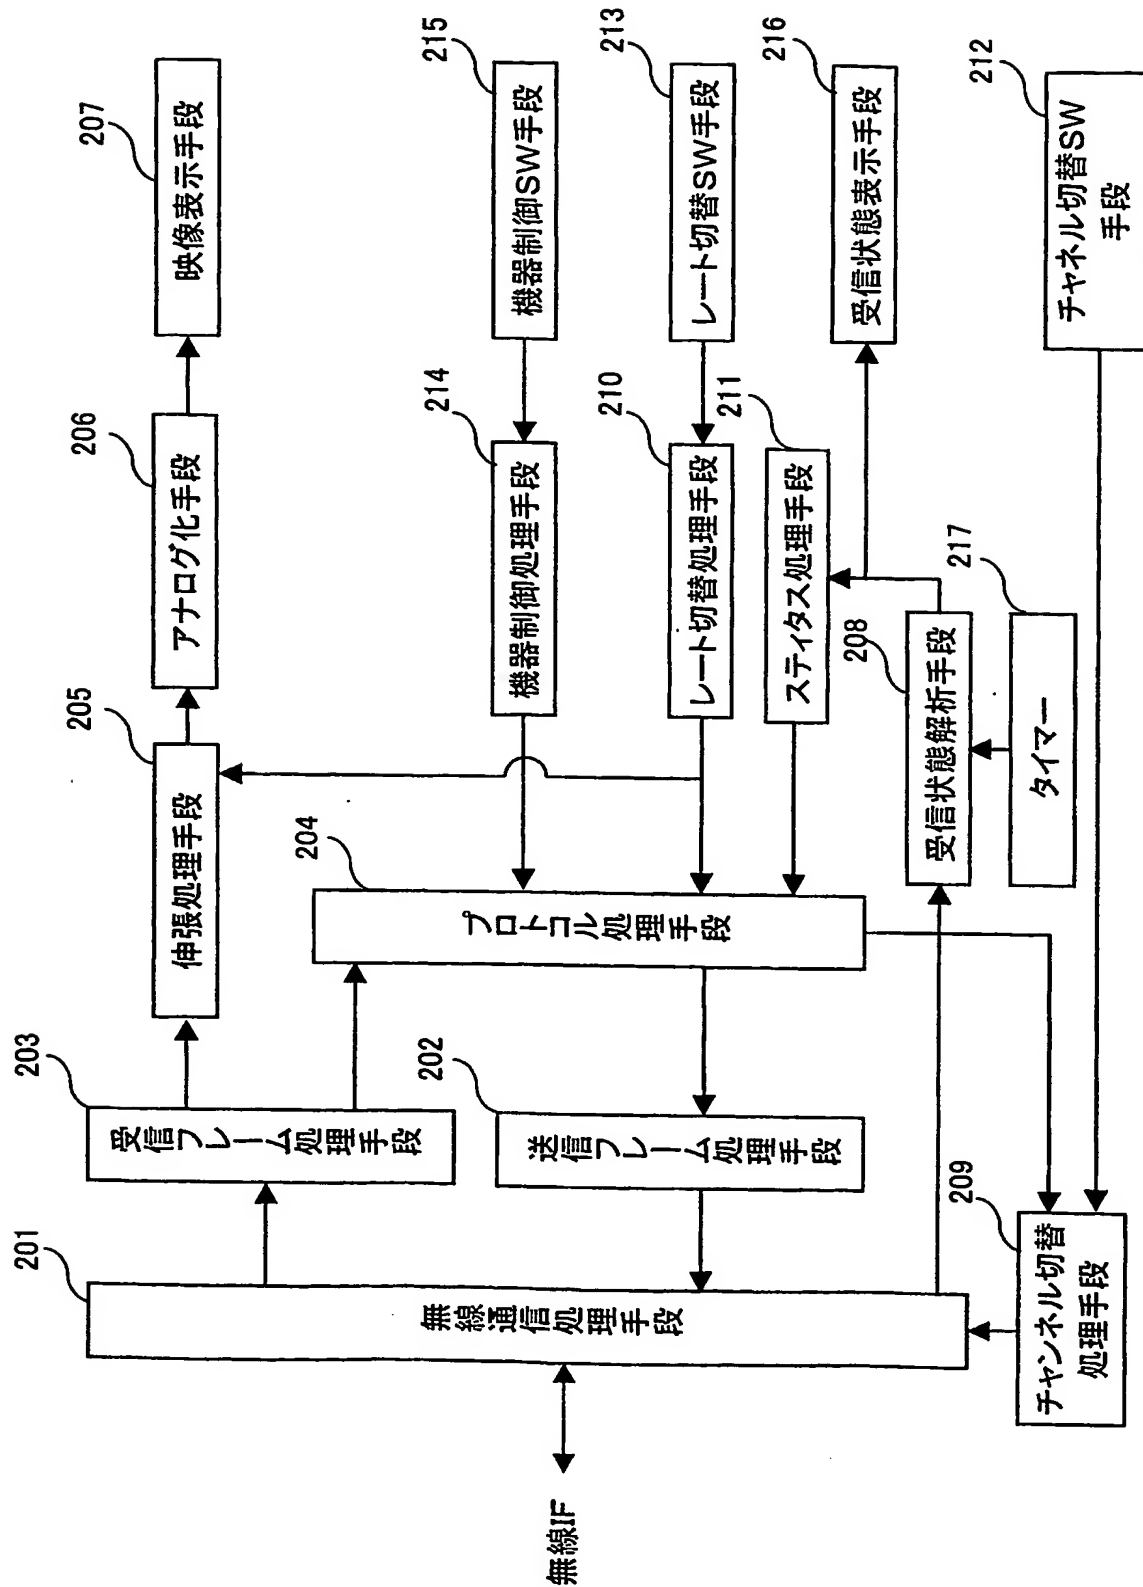 無線IF
201
無線通信処理手段
203
受信フレーム処理手段
202
送信フレーム処理手段
209
チャンネル切替
処理手段
204
プロトコル処理手段
205
伸張処理手段
206
アナログ化手段
207
映像表示手段
214
機器制御処理手段
215
機器制御SW手段
210
レート切替処理手段
213
レート切替SW手段
211
スティタス処理手段
208
受信状態解析手段
216
受信状態表示手段
217
タイマー
212
チャネル切替SW
手段